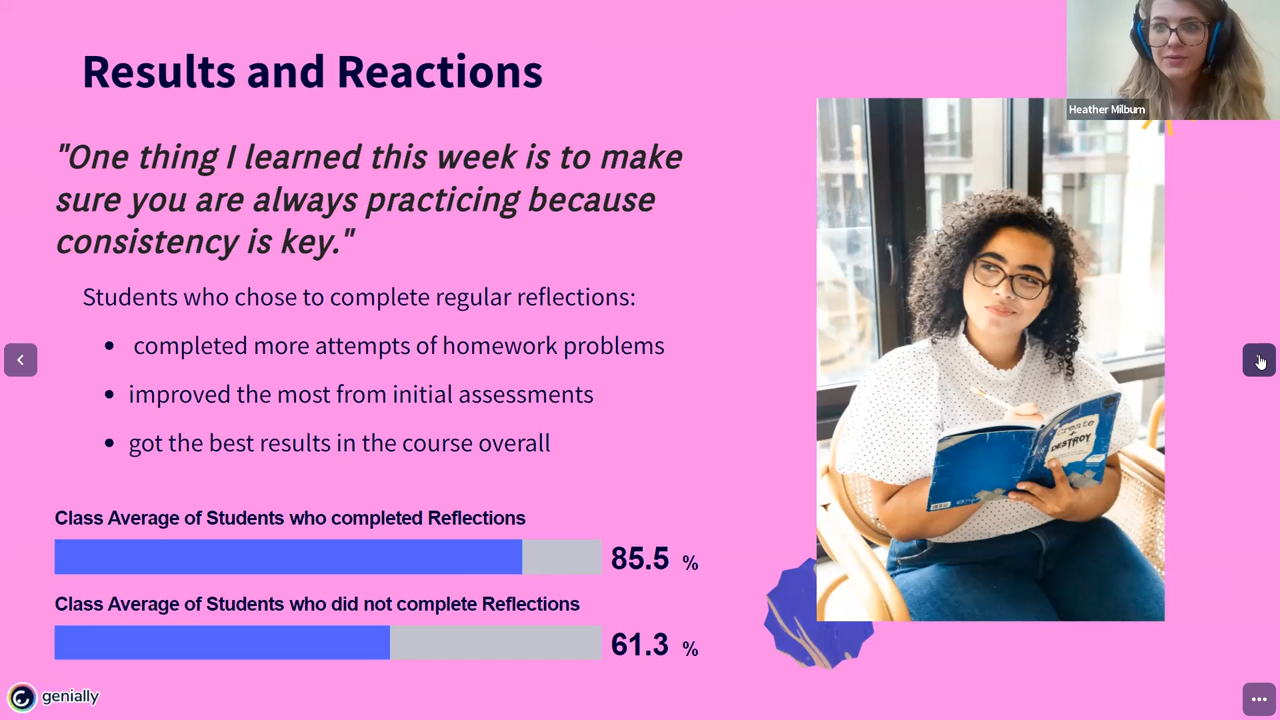 Results and Reactions
Heather Milburn
"One thing I learned this week is to make
sure you are always practicing because
consistency is key."
Students who chose to complete regular reflections:
• completed more attempts of homework problems
• improved the most from initial assessments
• got the best results in the course overall
create
+
DESTROY
Class Average of Students who completed Reflections
85.5 %
Class Average of Students who did not complete Reflections
61.3 %
genially